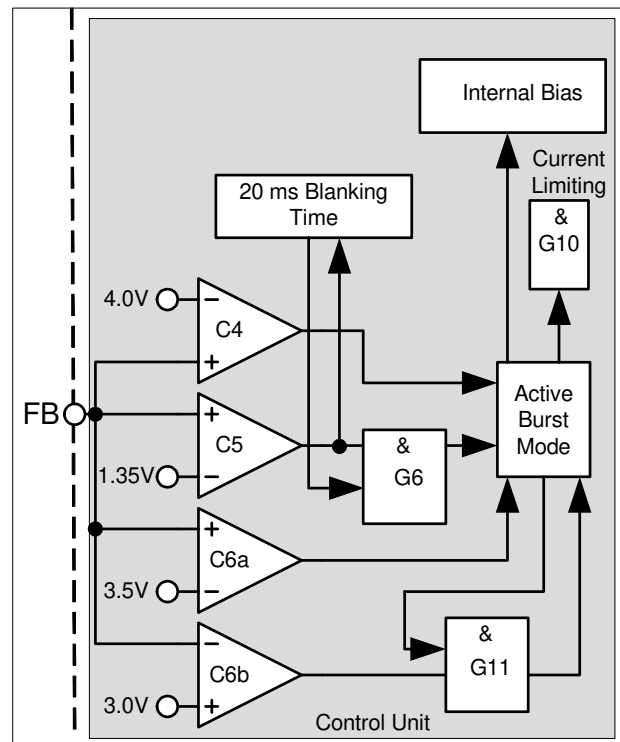 Internal Bias
Current
Limiting
20 ms Blanking
Time
&
G10
4.0V
−
C4
+
FB
+
C5
−
1.35V
Active
Burst
Mode
&
G6
+
C6a
−
3.5V
−
C6b
+
3.0V
&
G11
Control Unit